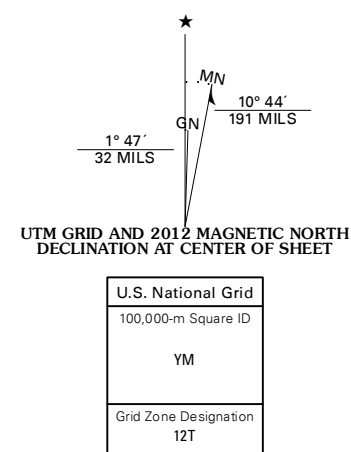 ★
MN
10° 44´
191 MILS
GN
1° 47´
32 MILS
UTM GRID AND 2012 MAGNETIC NORTH
DECLINATION AT CENTER OF SHEET
U.S. National Grid
100,000-m Square ID
YM
Grid Zone Designation
12T